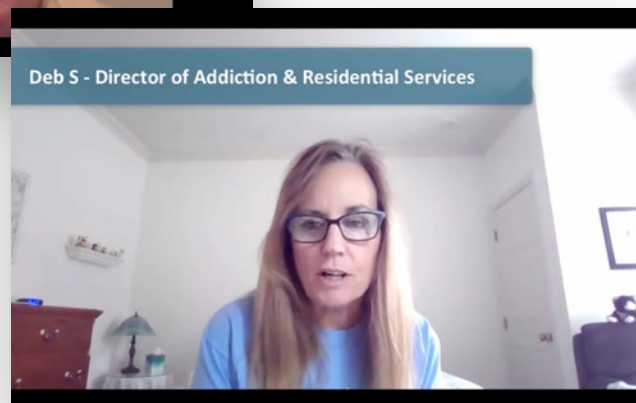 Deb S - Director of Addiction & Residential Services